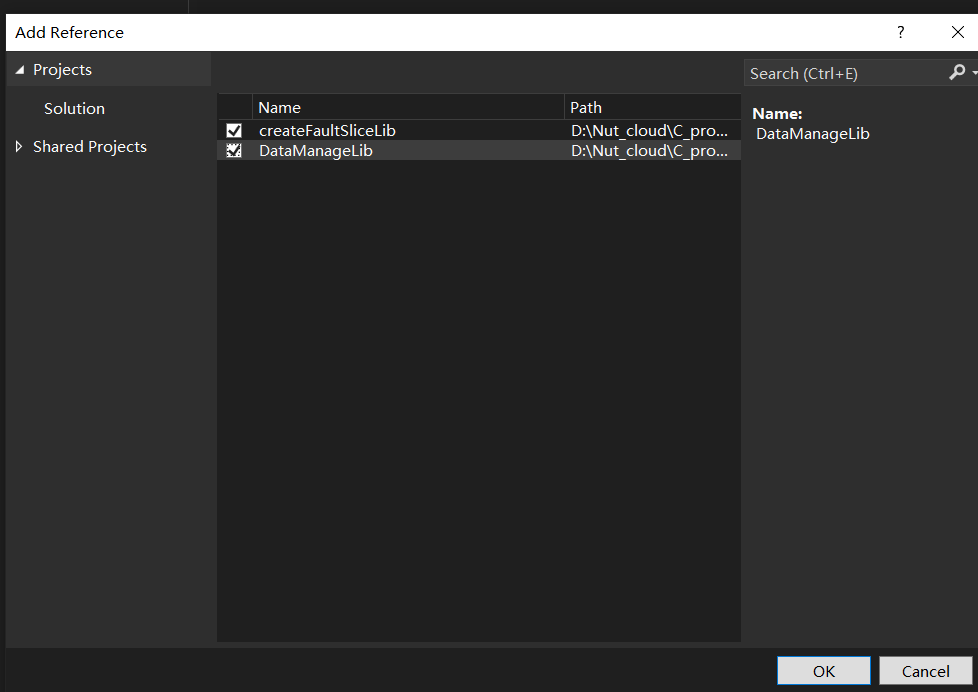 Add Reference
?
Projects
Solution
Shared Projects
Name Path
createFaultSliceLib D:\Nut_cloud\C_pro...
DataManageLib D:\Nut_cloud\C_pro...
Search (Ctrl+E)
Name:
DataManageLib
OK Cancel